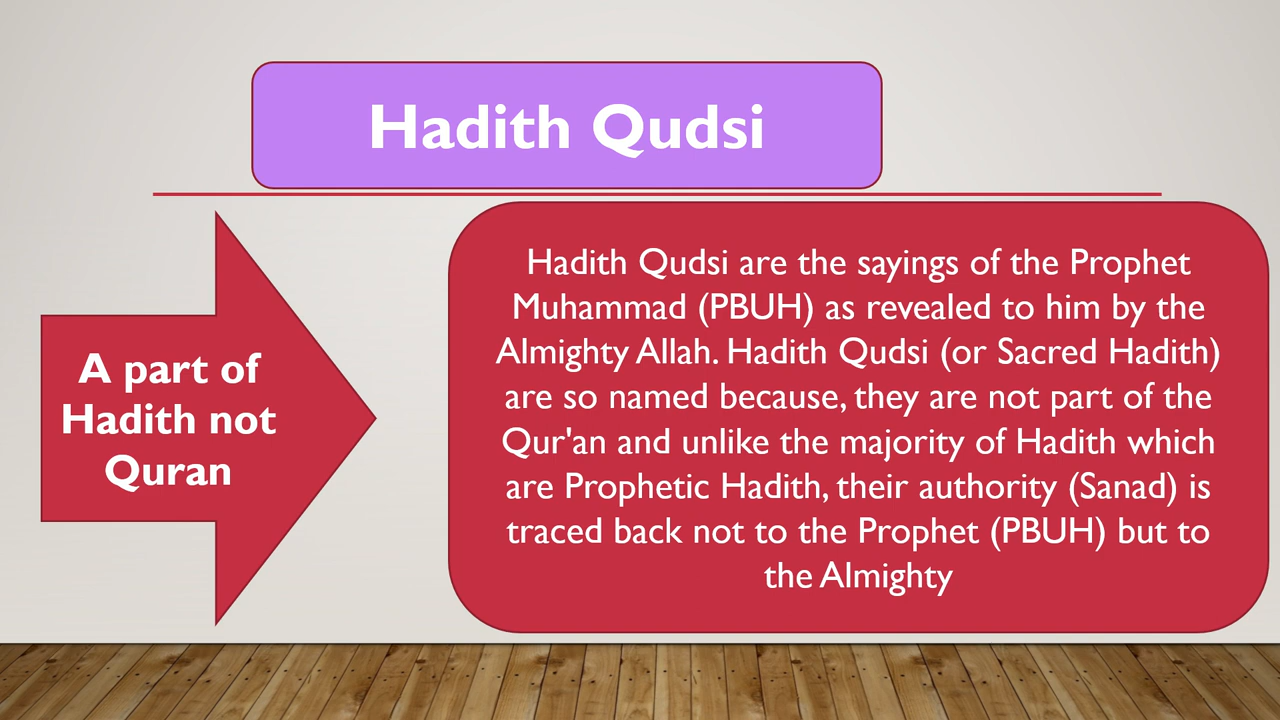 Hadith Qudsi
A part of
Hadith not
Quran
Hadith Qudsi are the sayings of the Prophet
Muhammad (PBUH) as revealed to him by the
Almighty Allah. Hadith Qudsi (or Sacred Hadith)
are so named because, they are not part of the
Qur'an and unlike the majority of Hadith which
are Prophetic Hadith, their authority (Sanad) is
traced back not to the Prophet (PBUH) but to
the Almighty